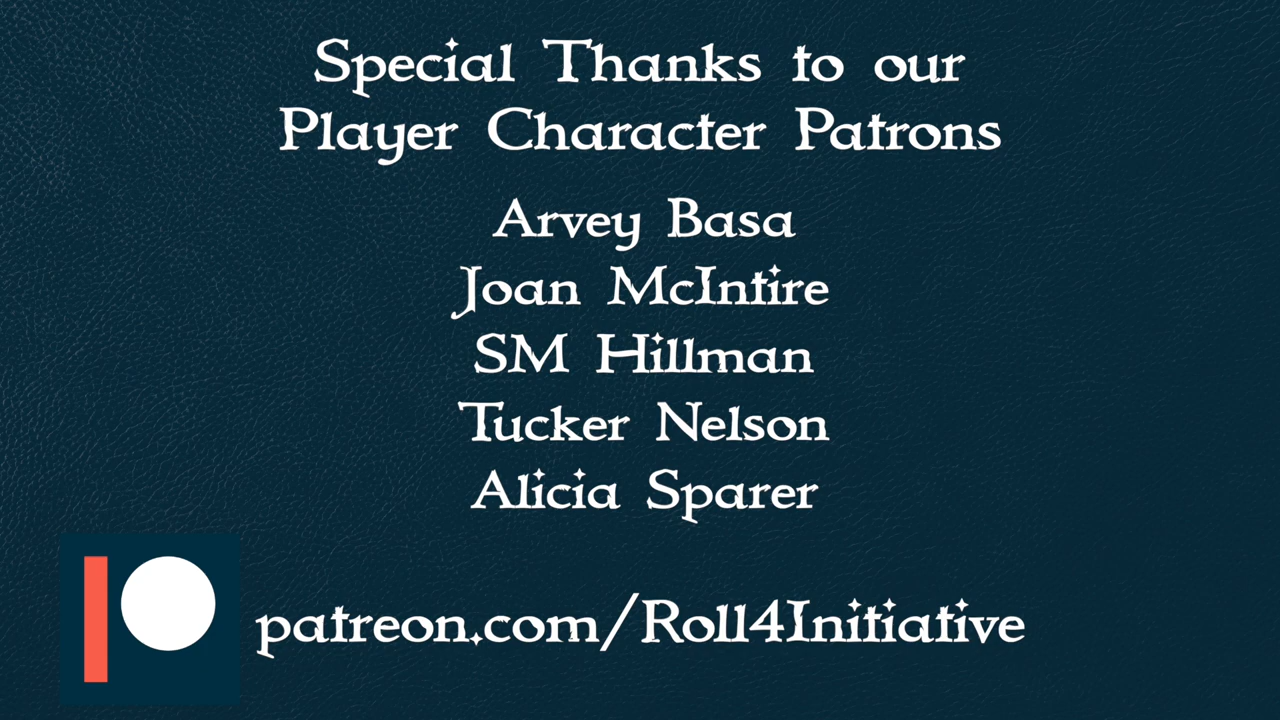 Special Thanks to our
Player Character Patrons
Arvey Basa
Joan McIntire
SM Hillman
Tucker Nelson
Alicia Sparer
patreon.com/Roll4Initiative